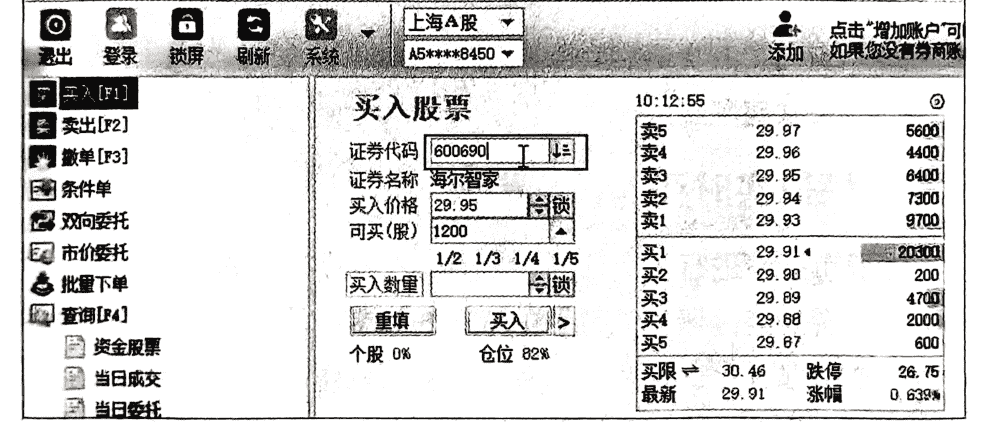 退出 登录 锁屏 刷新 系统
上海A股
A5****8450
添加
点击"增加账户"可
如果您没有券商账
买入[F1]
卖出[F2]
撤单[F3]
条件单
双向委托
市价委托
批量下单
查询[F4]
资金股票
当日成交
当日委托
买入股票
证券代码 600690
证券名称 海尔智家
买入价格 29.95 锁
可买(股) 1200
1/2 1/3 1/4 1/5
买入数量 锁
重填 买入 >
个股 0% 仓位 82%
10:12:55
卖5 29.97 5600
卖4 29.96 4400
卖3 29.95 6400
卖2 29.94 7300
卖1 29.93 9700
买1 29.91 20300
买2 29.90 200
买3 29.89 4700
买4 29.88 2000
买5 29.87 600
买限 ⇌ 30.46 跌停 26.75
最新 29.91 涨幅 0.639%